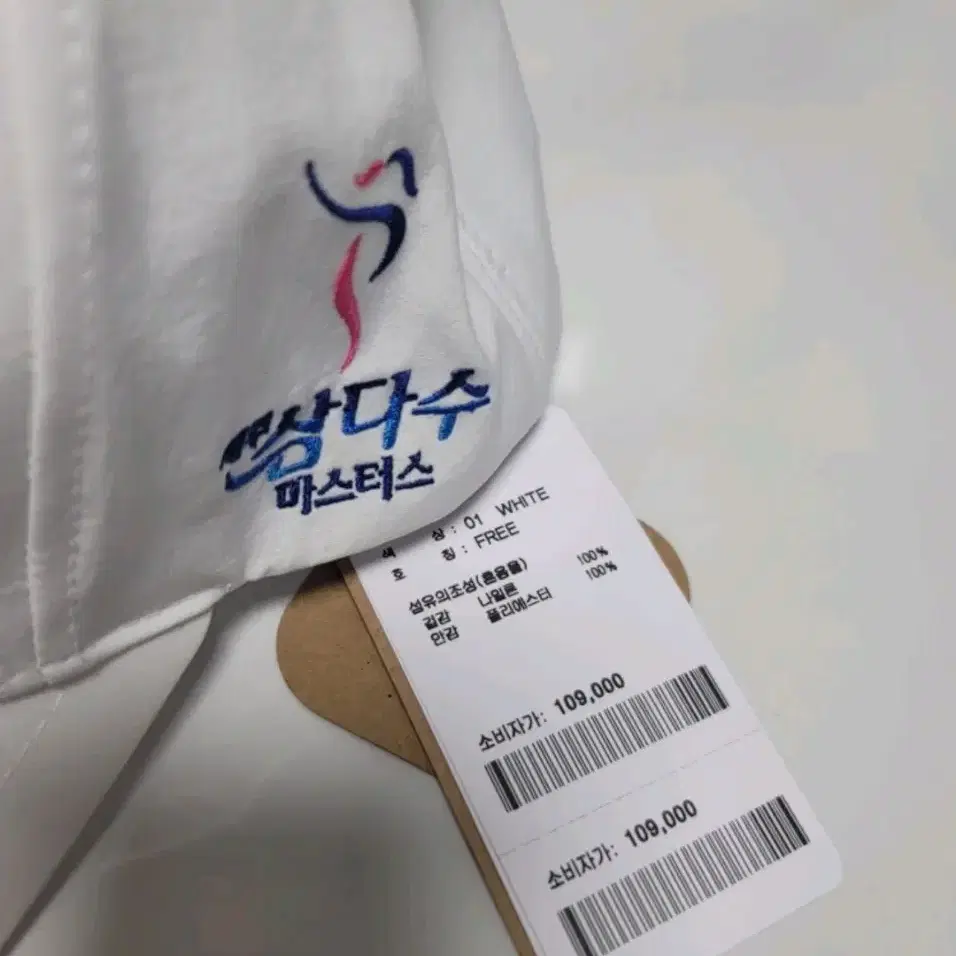 쌈다수
마스터스
색 상 : 01 WHITE
호 칭 : FREE
섬유의조성(혼용율)
겉감 나일론 100%
안감 폴리에스터 100%
소비자가: 109,000
소비자가: 109,000